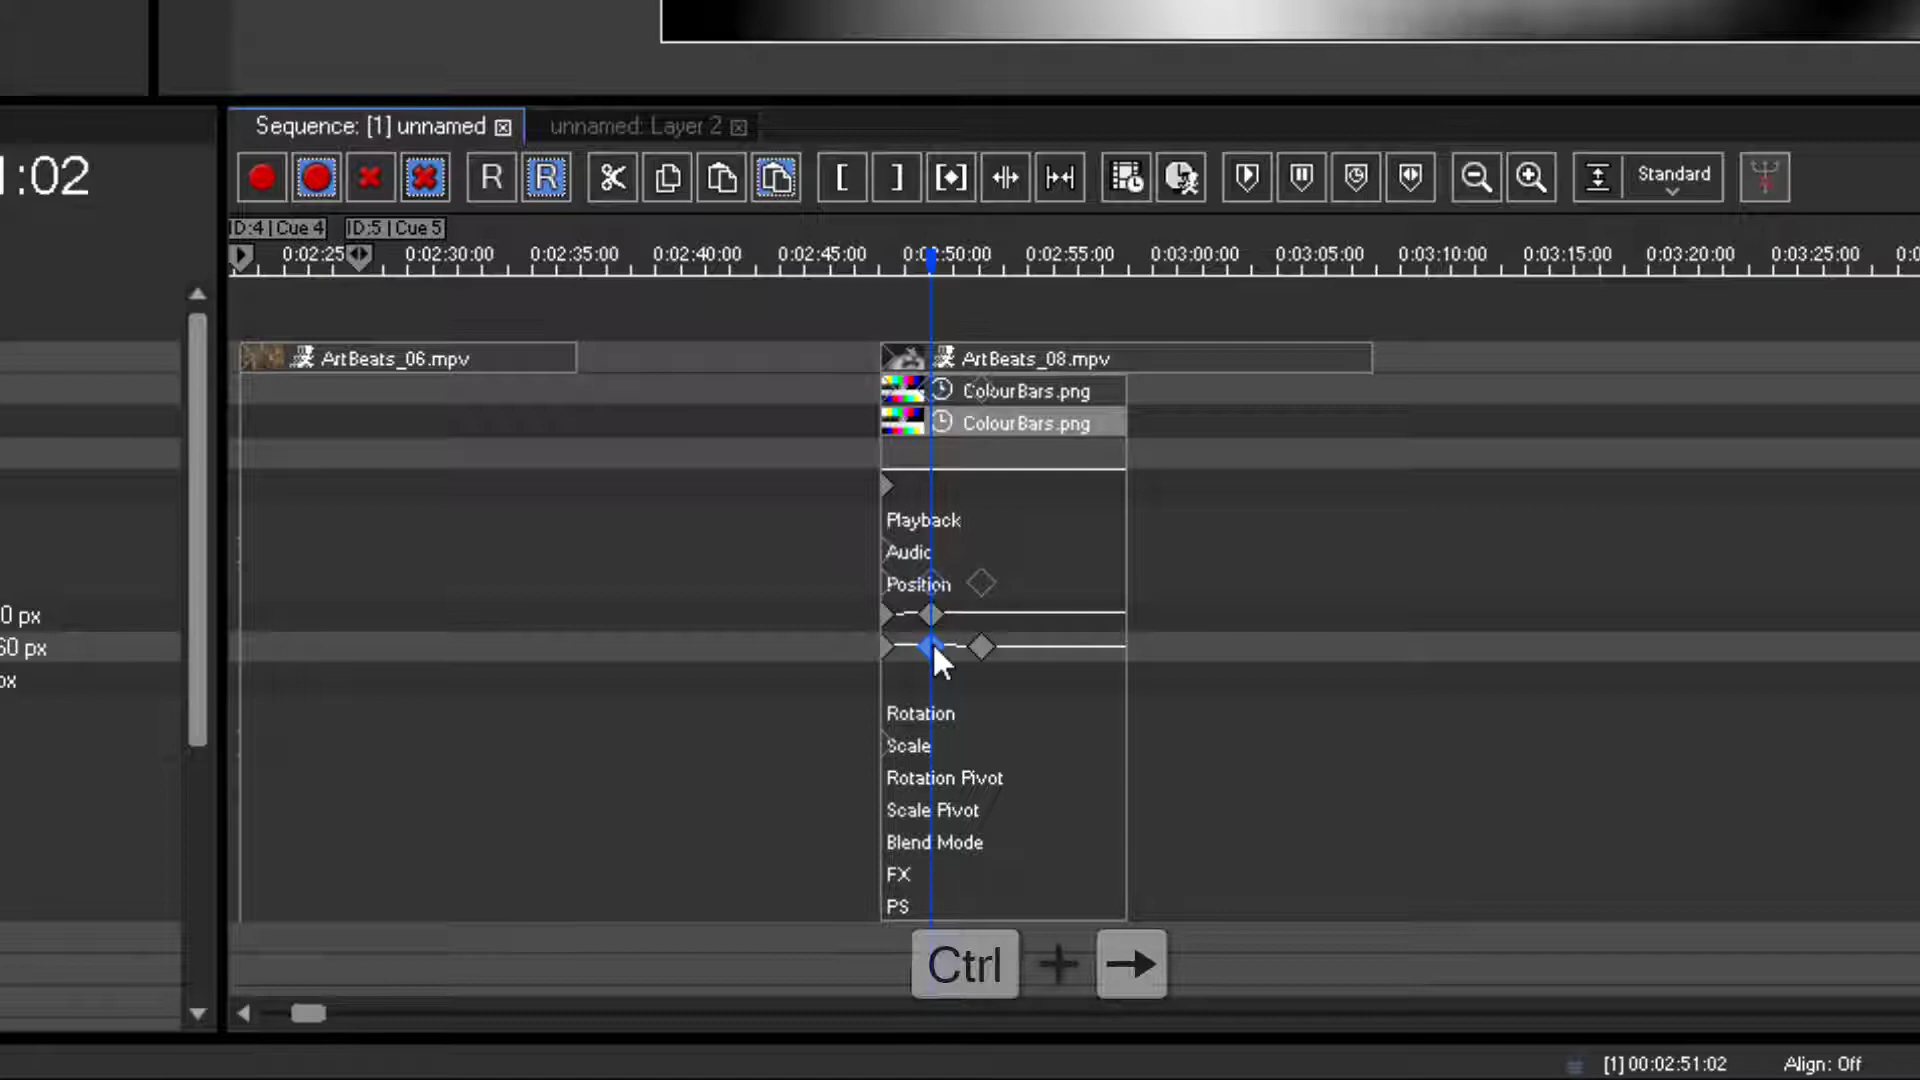 Sequence: [1] unnamed
unnamed: Layer 2
:02
R R [ ] [ ] Standard
ID:4 | Cue 4 ID:5 | Cue 5
0:02:25 0:02:30:00 0:02:35:00 0:02:40:00 0:02:45:00 0:02:50:00 0:02:55:00 0:03:00:00 0:03:05:00 0:03:10:00 0:03:15:00 0:03:20:00 0:03:25:00 0:0
ArtBeats_06.mpv
ArtBeats_08.mpv
ColourBars.png
ColourBars.png
Playback
Audio
Position
0 px
60 px
px
Rotation
Scale
Rotation Pivot
Scale Pivot
Blend Mode
FX
PS
Ctrl + →
[1] 00:02:51:02
Align: Off